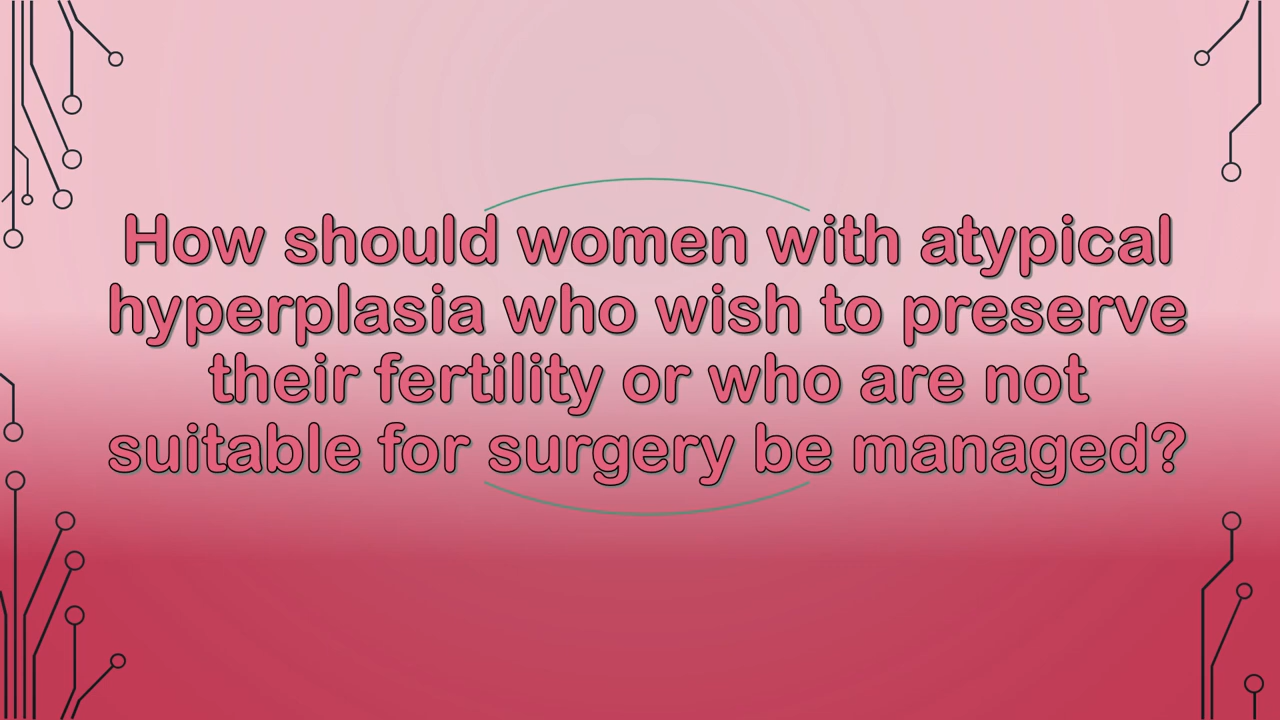 How should women with atypical
hyperplasia who wish to preserve
their fertility or who are not
suitable for surgery be managed?